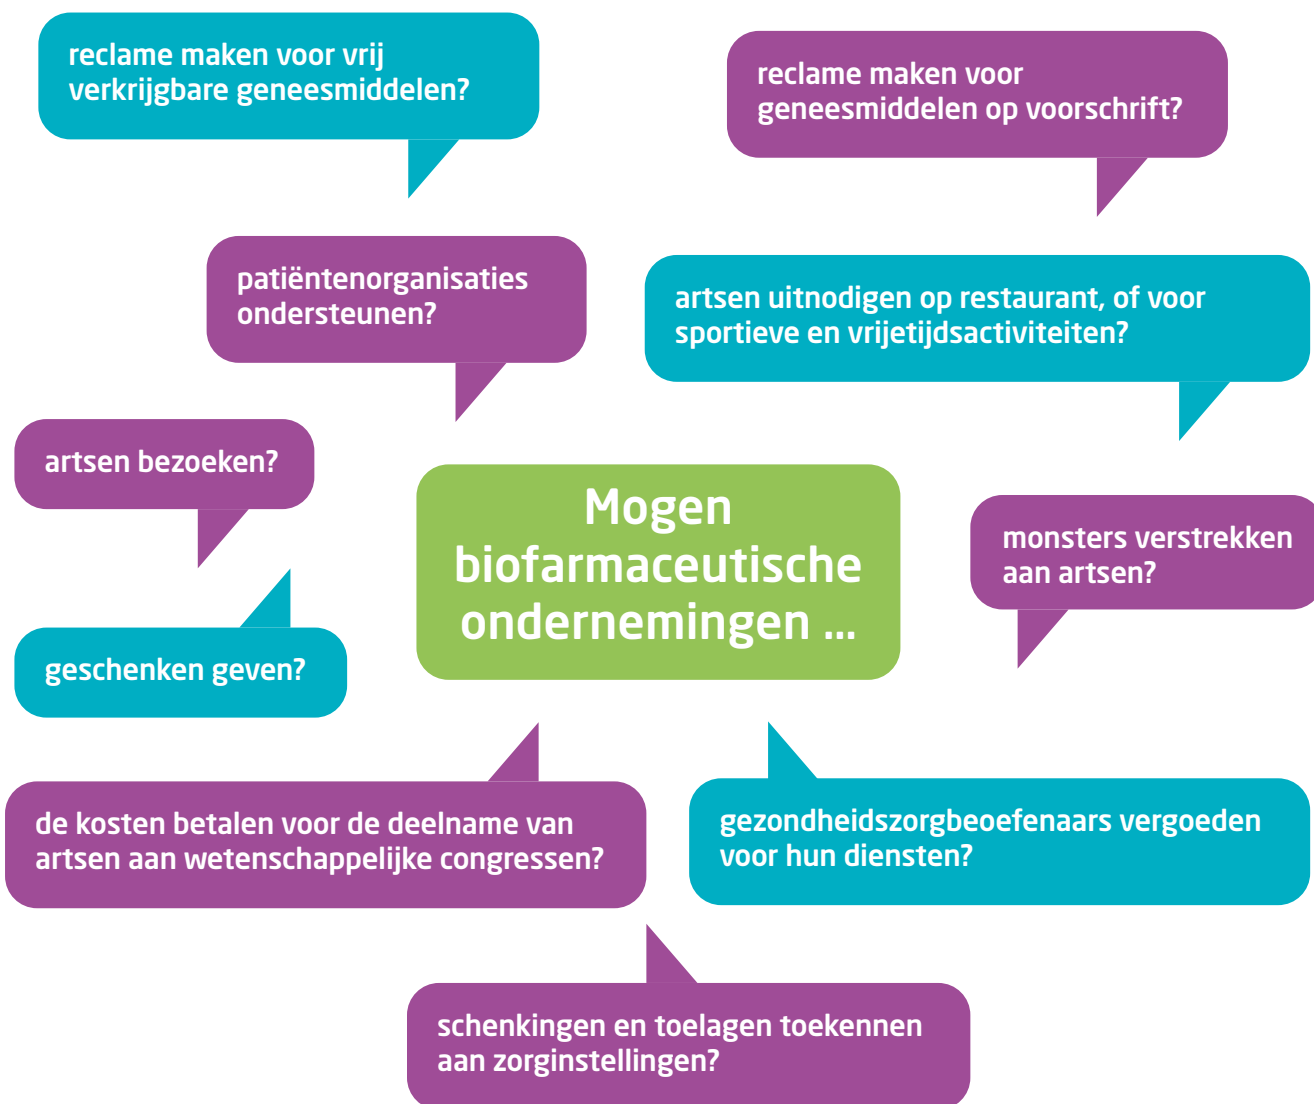 reclame maken voor vrij
verkrijgbare geneesmiddelen?
reclame maken voor
geneesmiddelen op voorschrift?
patiëntenorganisaties
ondersteunen?
artsen uitnodigen op restaurant, of voor
sportieve en vrijetijdsactiviteiten?
artsen bezoeken?
Mogen
biofarmaceutische
ondernemingen ...
monsters verstrekken
aan artsen?
geschenken geven?
de kosten betalen voor de deelname van
artsen aan wetenschappelijke congressen?
gezondheidszorgbeoefenaars vergoeden
voor hun diensten?
schenkingen en toelagen toekennen
aan zorginstellingen?